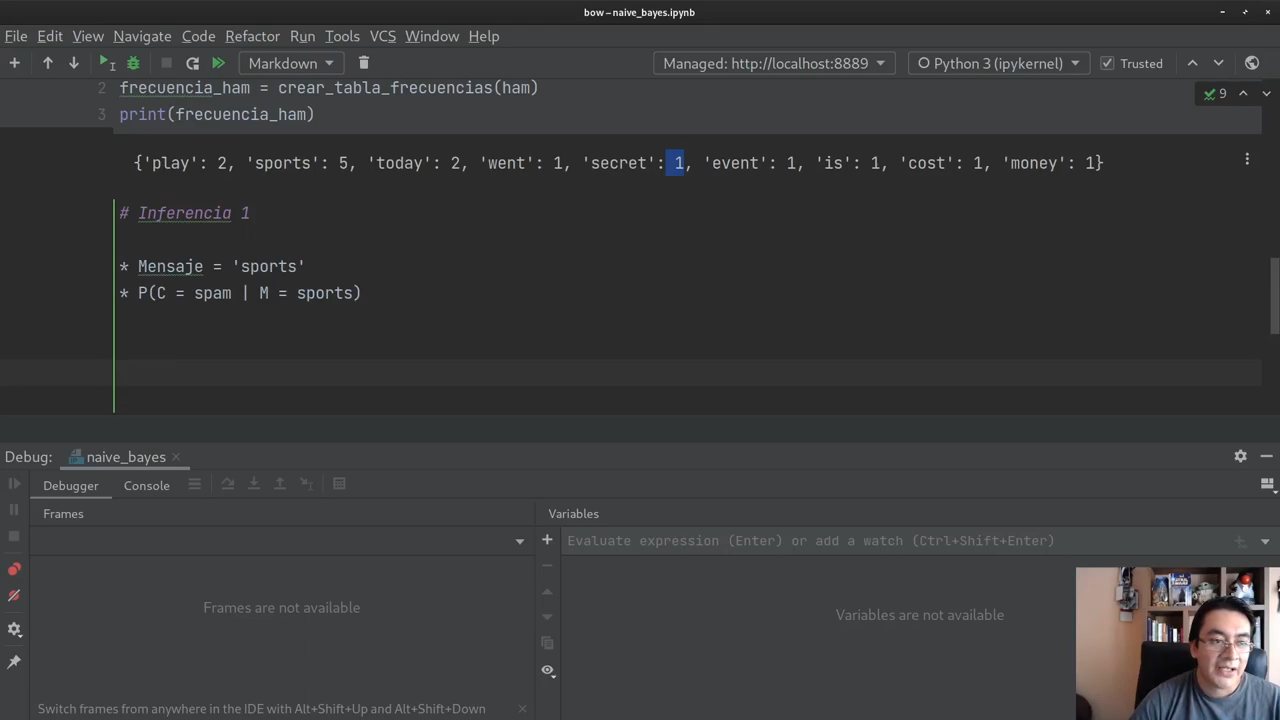 bow – naive_bayes.ipynb
File Edit View Navigate Code Refactor Run Tools VCS Window Help
Markdown Managed: http://localhost:8889 Python 3 (ipykernel) Trusted
2 frecuencia_ham = crear_tabla_frecuencias(ham)
9
3 print(frecuencia_ham)
{'play': 2, 'sports': 5, 'today': 2, 'went': 1, 'secret': 1, 'event': 1, 'is': 1, 'cost': 1, 'money': 1}
# Inferencia 1
* Mensaje = 'sports'
* P(C = spam | M = sports)
Debug: naive_bayes
Debugger Console
Frames Variables
Evaluate expression (Enter) or add a watch (Ctrl+Shift+Enter)
Frames are not available
Variables are not available
Switch frames from anywhere in the IDE with Alt+Shift+Up and Alt+Shift+Down